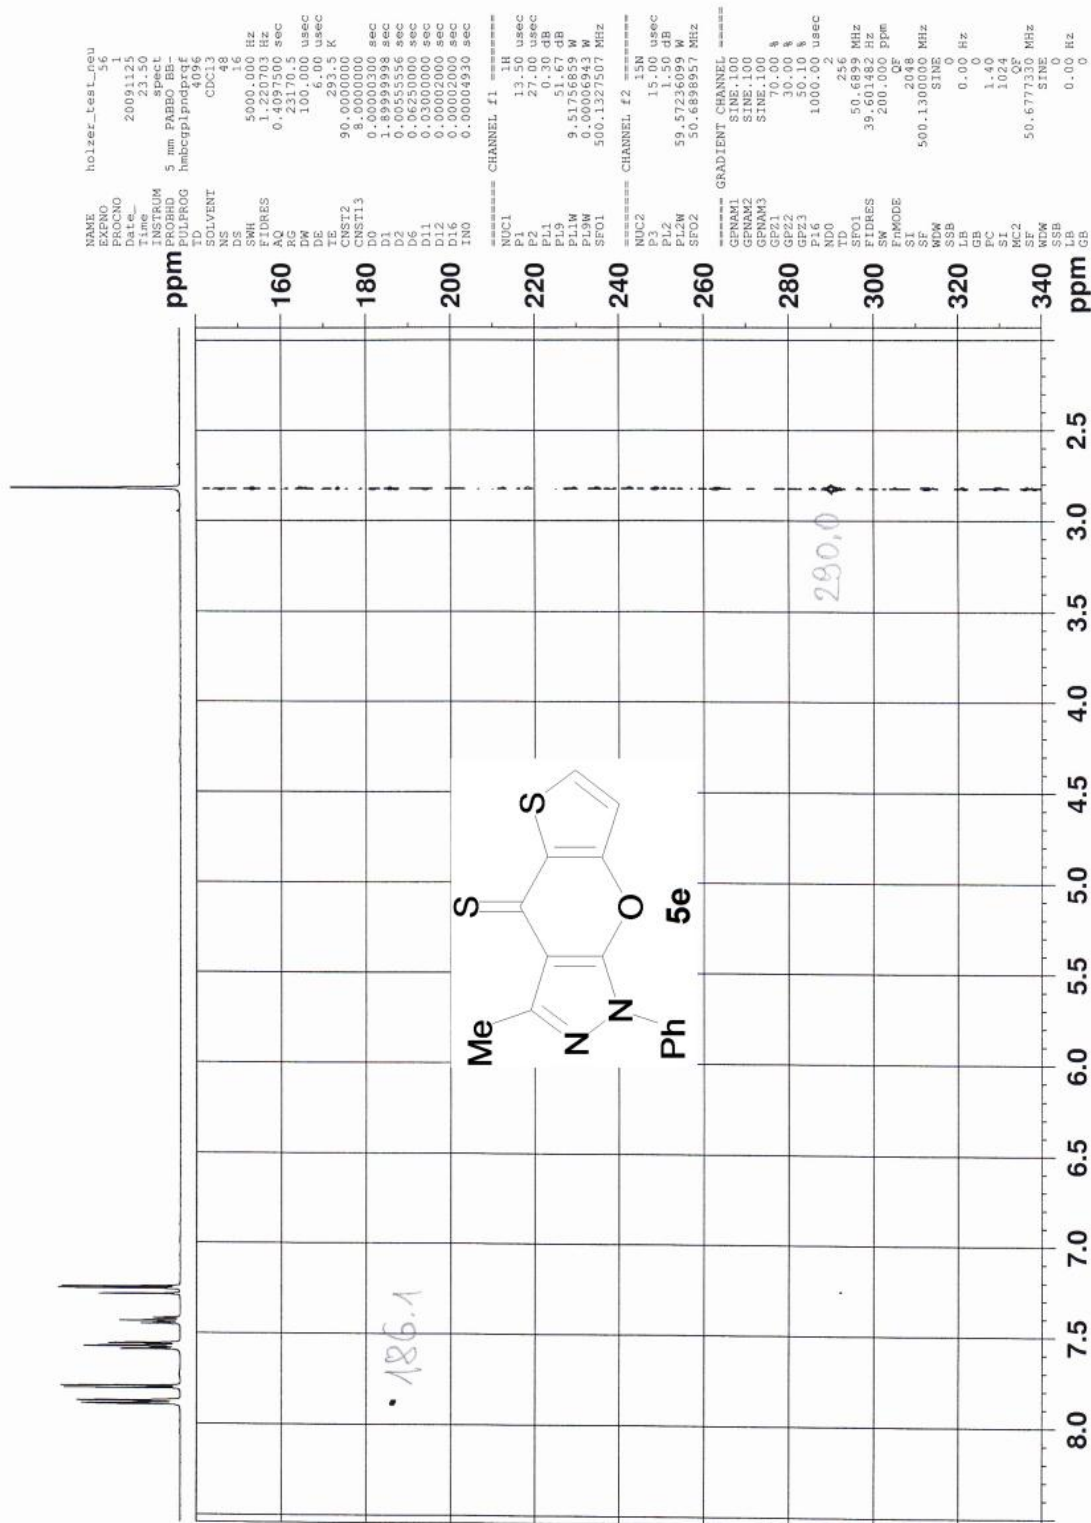 NAME holzer_test_neu
EXPNO 56
PROCNO 1
Date_ 20091125
Time 23.50
INSTRUM spect
PROBHD 5 mm PABBO BB-
PULPROG hmbcgplpndprqf
TD 4096
SOLVENT CDCl3
NS 48
DS 16
SWH 5000.000 Hz
FIDRES 1.220703 Hz
AQ 0.4097500 sec
RG 23170.5
DW 100.000 usec
DE 6.00 usec
TE 293.5 K
CNST2 90.0000000
CNST13 8.0000000
D0 0.00000300 sec
D1 1.89999998 sec
D2 0.00555556 sec
D6 0.06250000 sec
D11 0.03000000 sec
D12 0.00002000 sec
D16 0.00020000 sec
IN0 0.00004930 sec
======== CHANNEL f1 ========
NUC1 1H
P1 13.50 usec
P2 27.00 usec
PL1 0.30 dB
PL9 51.67 dB
PL1W 9.51756859 W
PL9W 0.00006943 W
SFO1 500.1327507 MHz
======== CHANNEL f2 ========
NUC2 15N
P3 15.00 usec
PL2 1.50 dB
PL2W 59.57236099 W
SFO2 50.6898957 MHz
====== GRADIENT CHANNEL =====
GPNAM1 SINE.100
GPNAM2 SINE.100
GPNAM3 SINE.100
GPZ1 70.00 %
GPZ2 30.00 %
GPZ3 50.10 %
P16 1000.00 usec
ND0 2
TD 256
SFO1 50.6899 MHz
FIDRES 39.601482 Hz
SW 200.00 ppm
FnMODE QF
SI 2048
SF 500.1300000 MHz
WDW SINE
SSB 0
LB 0.00 Hz
GB 0
PC 1.40
SI 1024
MC2 QF
SF 50.6777330 MHz
WDW SINE
SSB 0
LB 0.00 Hz
GB 0
ppm
160
180
200
220
240
260
280
300
320
340
ppm
186.1
290,0
Me
S
S
N
N
O
Ph
5e
8.0 7.5 7.0 6.5 6.0 5.5 5.0 4.5 4.0 3.5 3.0 2.5